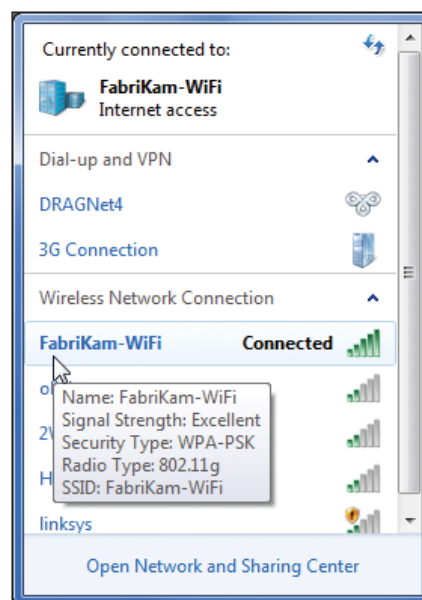 Currently connected to:
FabriKam-WiFi
Internet access
Dial-up and VPN
DRAGNet4
3G Connection
Wireless Network Connection
FabriKam-WiFi Connected
Name: FabriKam-WiFi
Signal Strength: Excellent
Security Type: WPA-PSK
Radio Type: 802.11g
SSID: FabriKam-WiFi
linksys
Open Network and Sharing Center